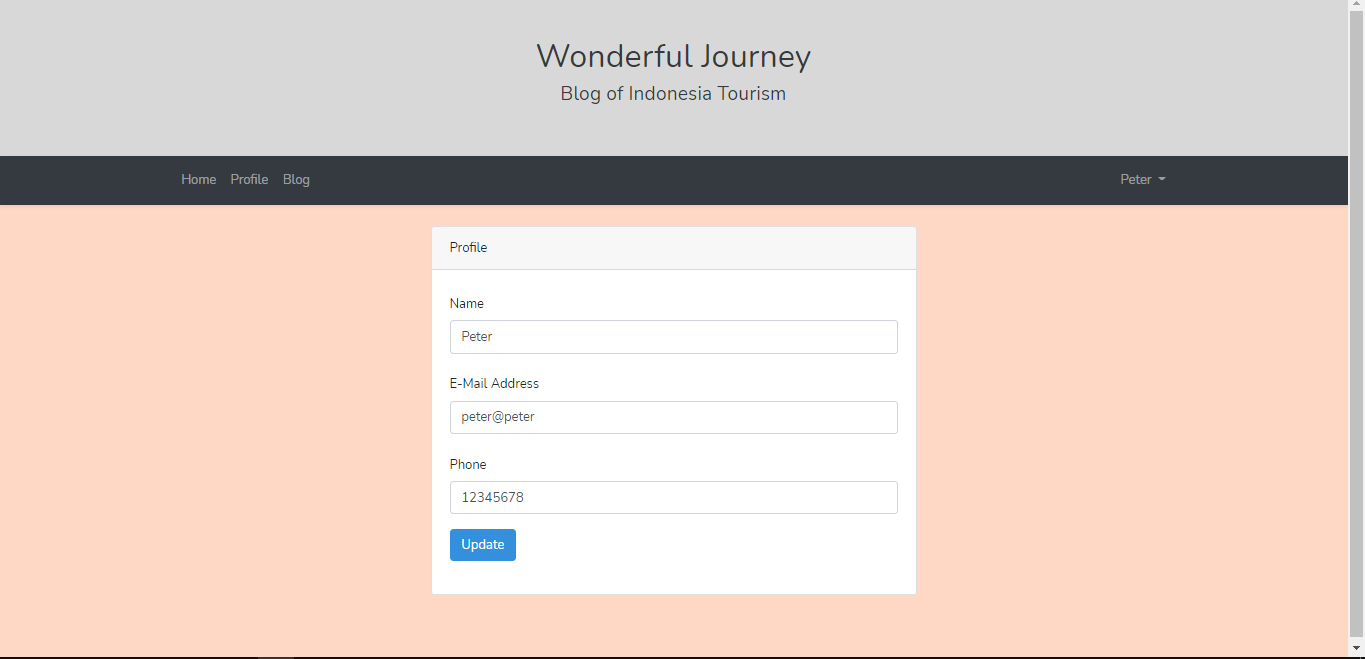 Wonderful Journey
Blog of Indonesia Tourism
Home Profile Blog Peter
Profile
Name
Peter
E-Mail Address
peter@peter
Phone
12345678
Update